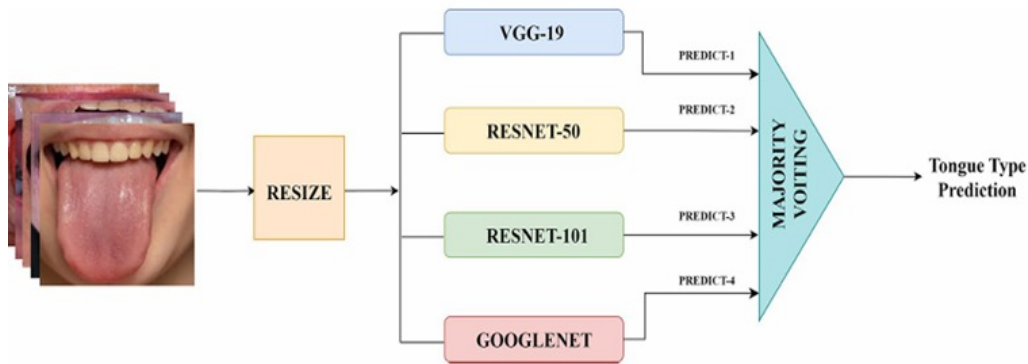 VGG-19
PREDICT-1
RESNET-50
PREDICT-2
RESIZE
MAJORITY
VOITING
Tongue Type
Prediction
RESNET-101
PREDICT-3
GOOGLENET
PREDICT-4